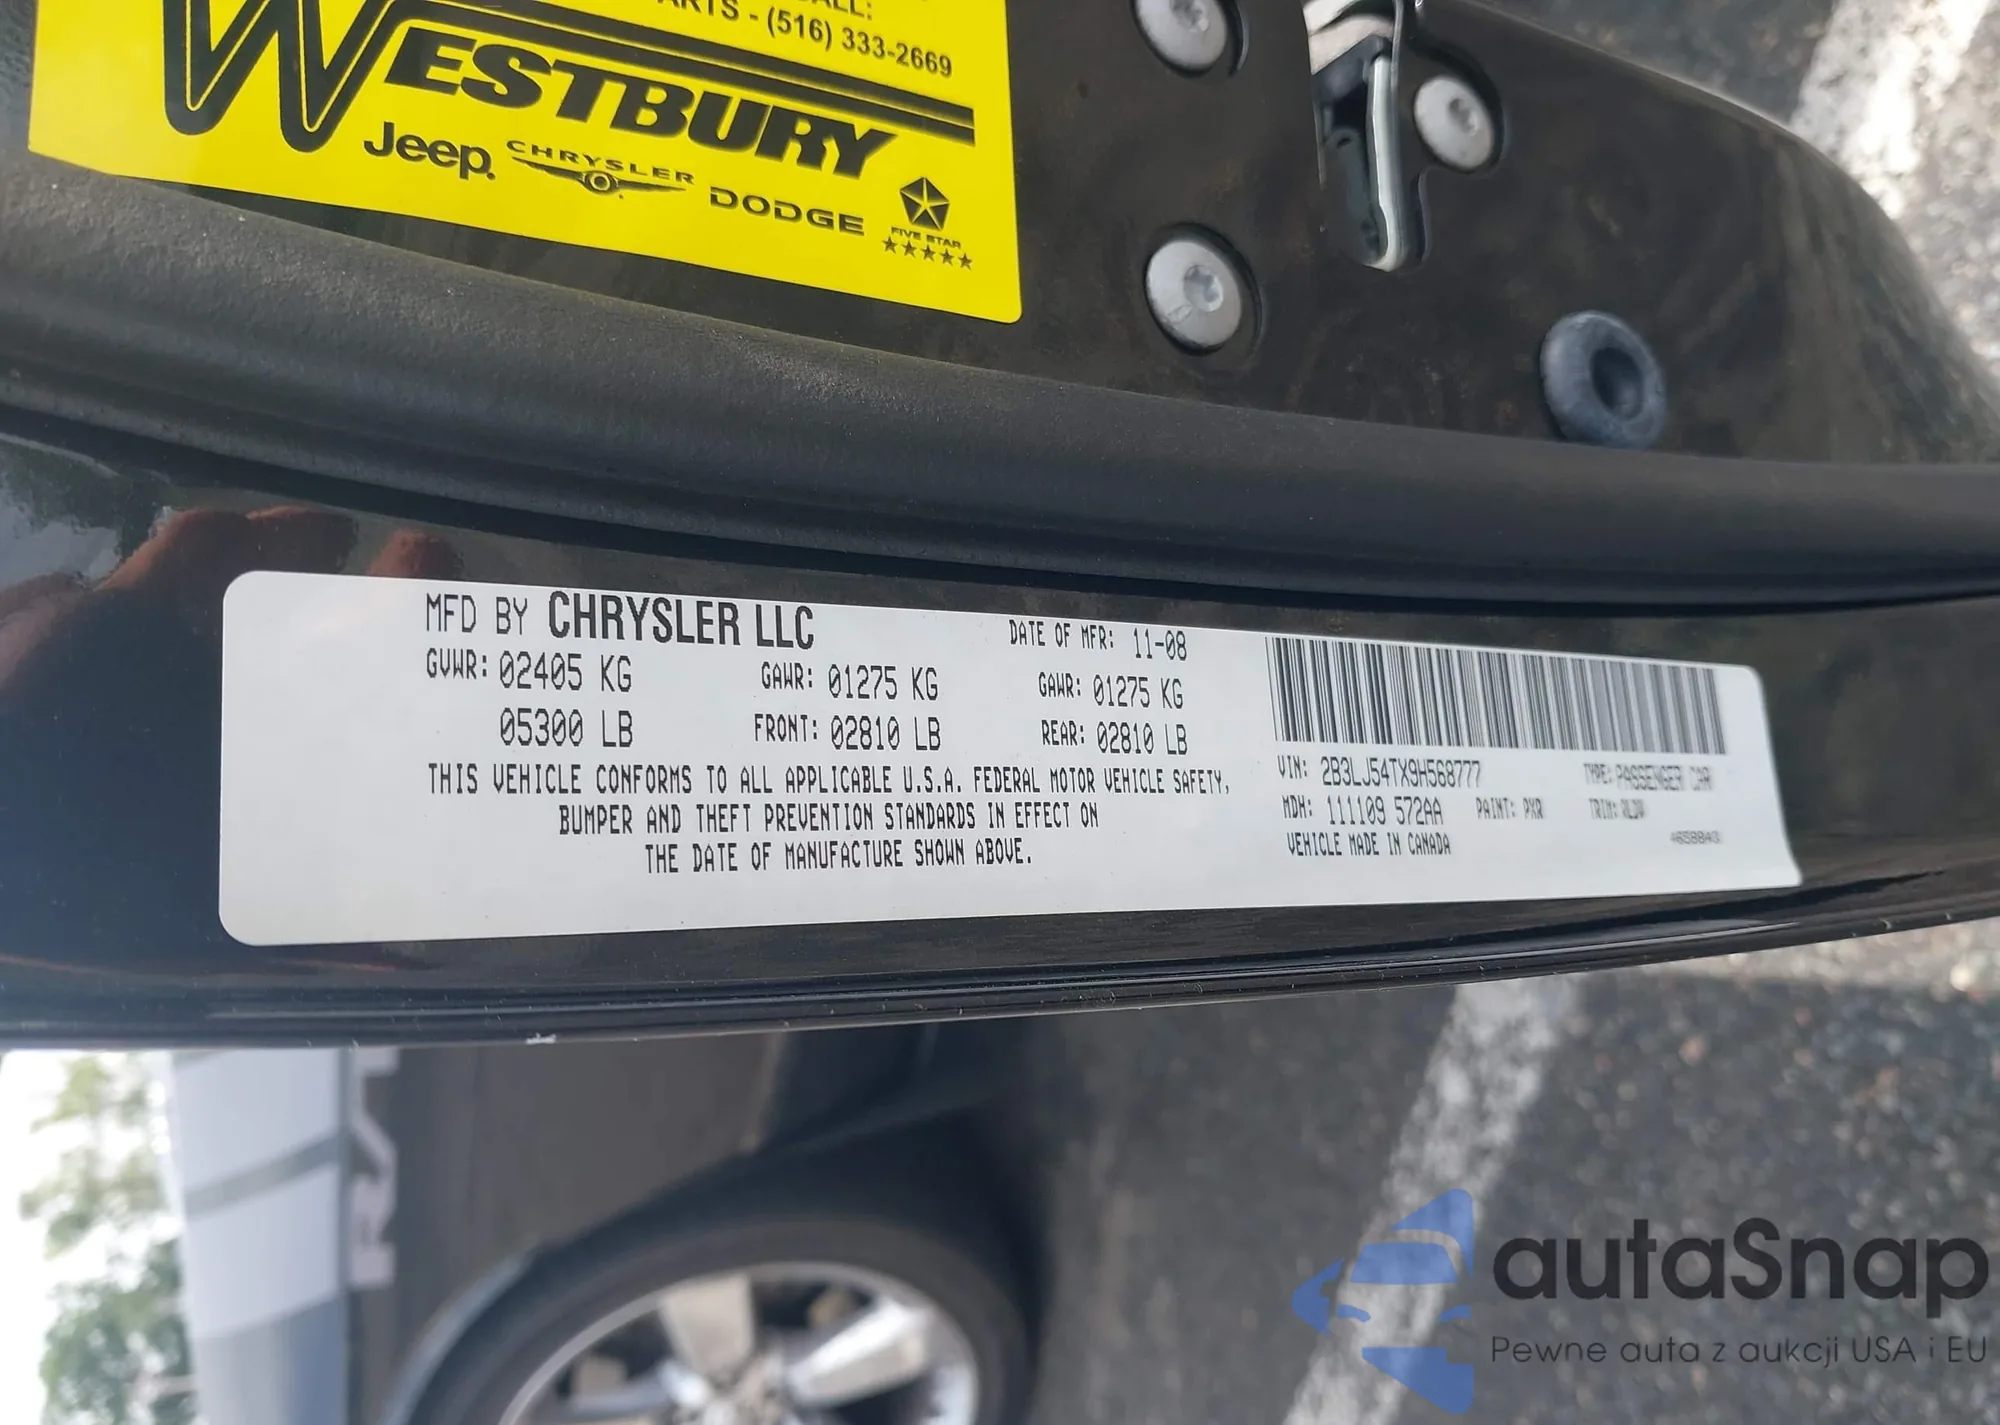 CALL:
PARTS - (516) 333-2669
WESTBURY
Jeep. CHRYSLER DODGE
FIVE STAR
MFD BY CHRYSLER LLC
DATE OF MFR: 11-08
GVWR: 02405 KG GAWR: 01275 KG GAWR: 01275 KG
05300 LB FRONT: 02810 LB REAR: 02810 LB
THIS VEHICLE CONFORMS TO ALL APPLICABLE U.S.A. FEDERAL MOTOR VEHICLE SAFETY,
BUMPER AND THEFT PREVENTION STANDARDS IN EFFECT ON
THE DATE OF MANUFACTURE SHOWN ABOVE.
VIN: 2B3LJ54TX9H568777 TYPE: PASSENGER CAR
MDH: 111109 572AA PAINT: PXR TRIM:
VEHICLE MADE IN CANADA
autaSnap
Pewne auta z aukcji USA i EU